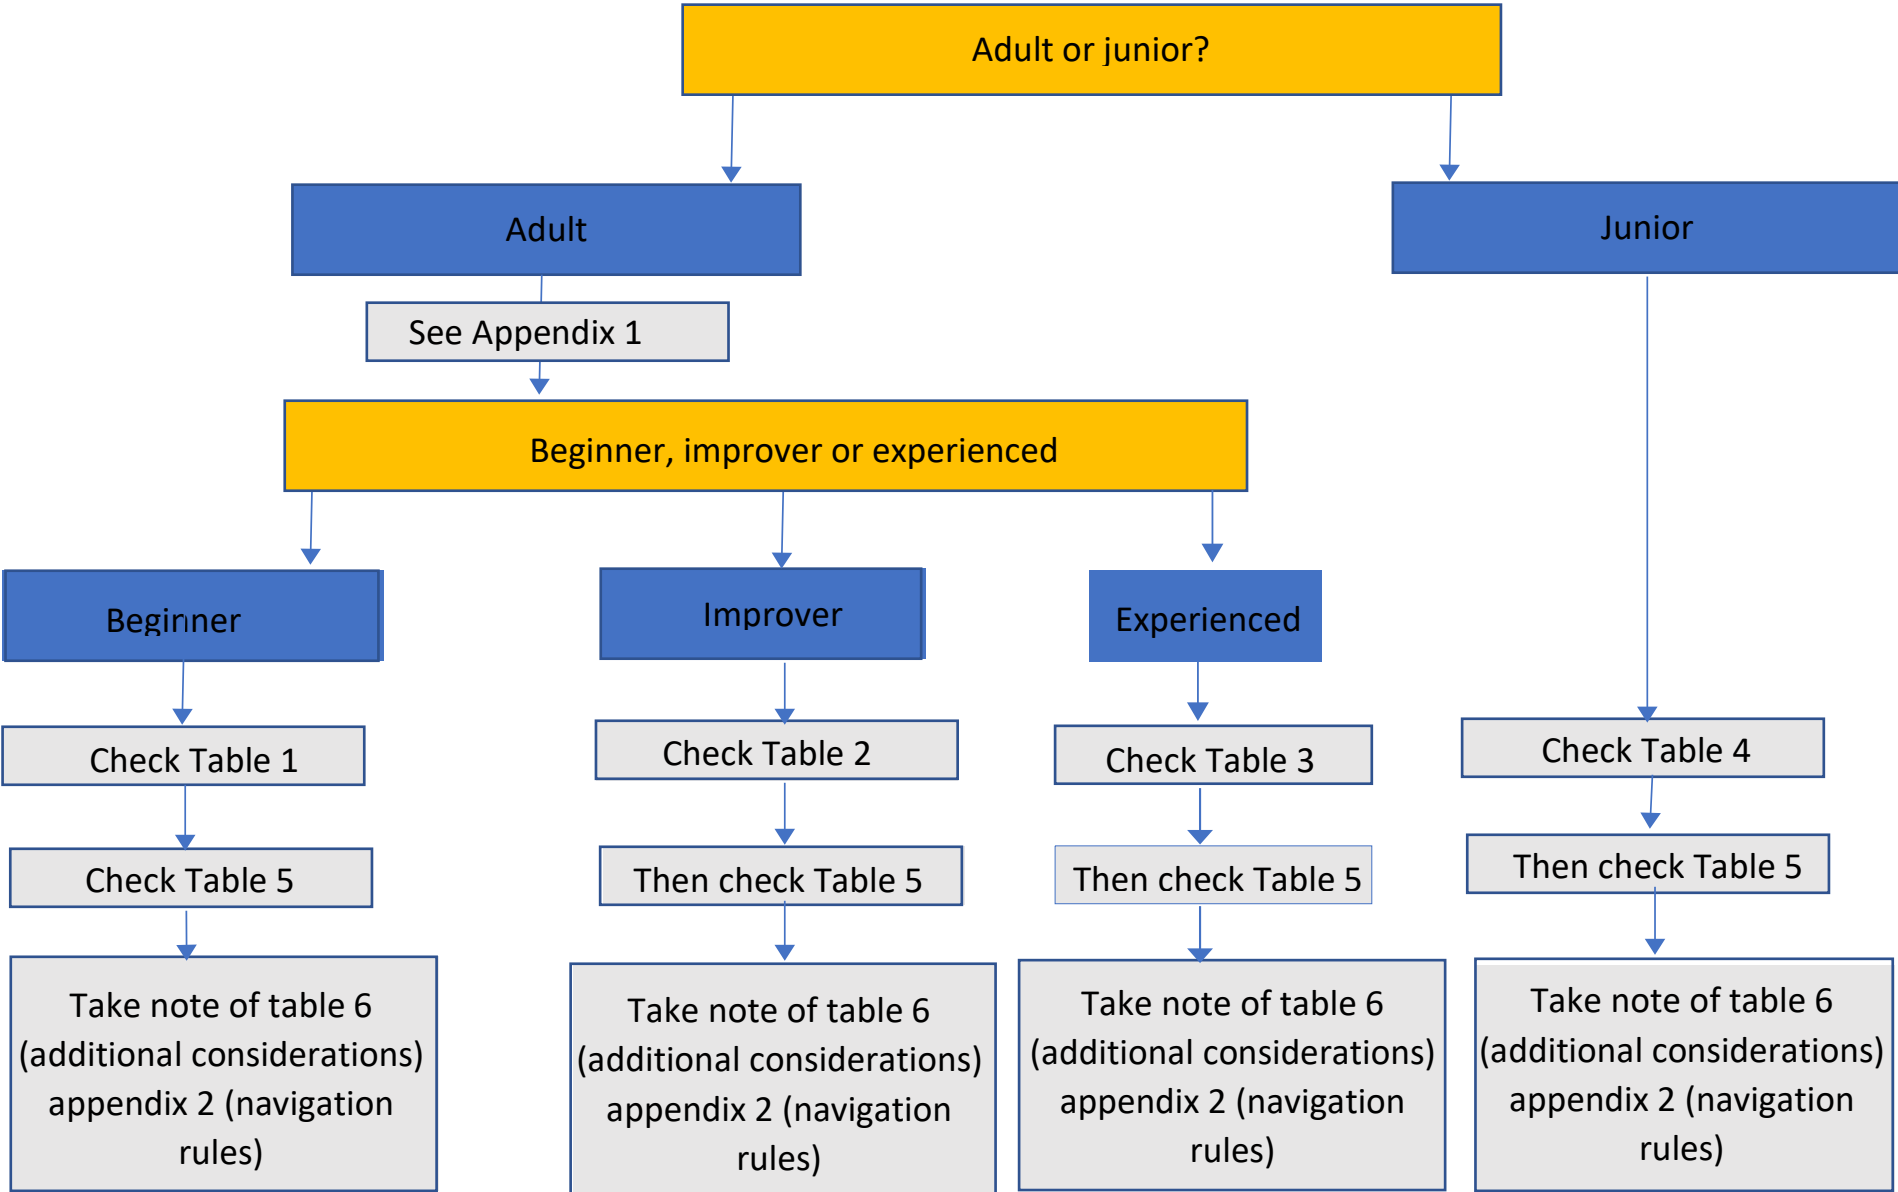 Adult or junior?
Adult
Junior
See Appendix 1
Beginner, improver or experienced
Beginner
Improver
Experienced
Check Table 1
Check Table 2
Check Table 3
Check Table 4
Check Table 5
Then check Table 5
Then check Table 5
Then check Table 5
Take note of table 6
(additional considerations)
appendix 2 (navigation
rules)
Take note of table 6
(additional considerations)
appendix 2 (navigation
rules)
Take note of table 6
(additional considerations)
appendix 2 (navigation
rules)
Take note of table 6
(additional considerations)
appendix 2 (navigation
rules)